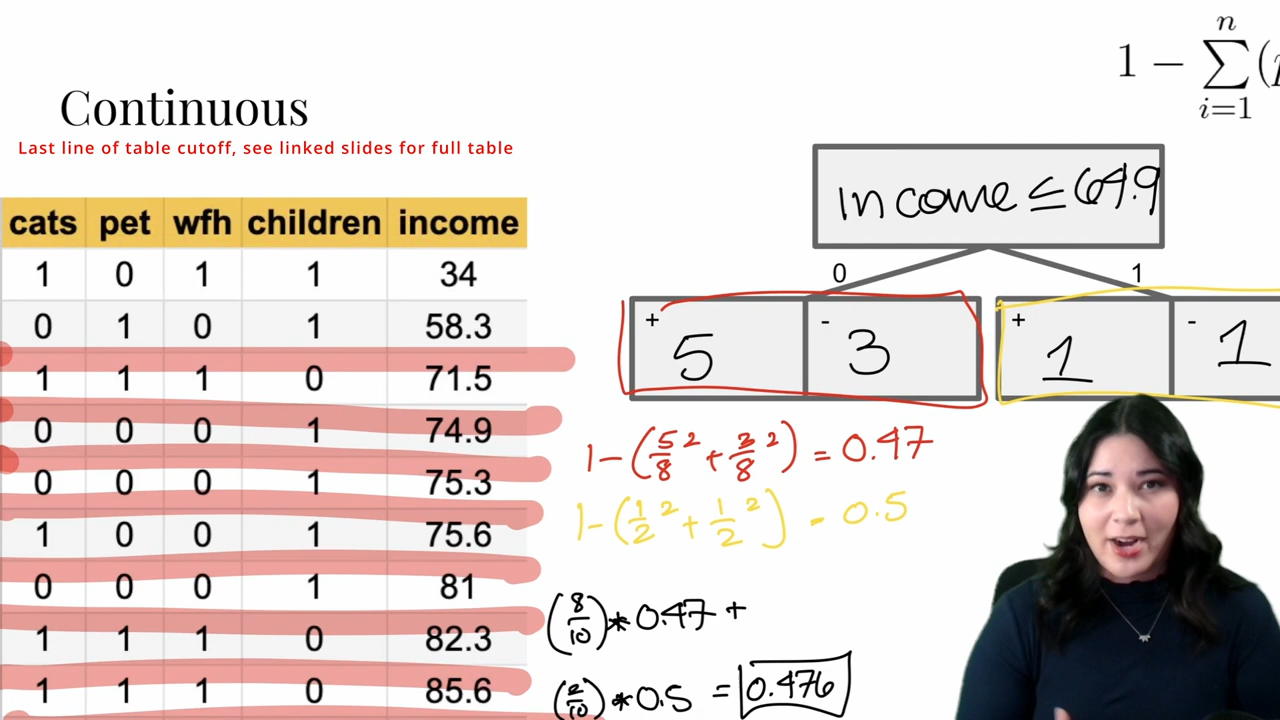 Continuous
Last line of table cutoff, see linked slides for full table
cats pet wfh children income
1 0 1 1 34
0 1 0 1 58.3
1 1 1 0 71.5
0 0 0 1 74.9
0 0 0 1 75.3
1 0 0 1 75.6
0 0 0 1 81
1 1 1 0 82.3
1 1 1 0 85.6
n
1 − ∑ (
i=1
income ≤ 64.9
0 1
+ 5 - 3 + 1 - 1
1-(5/8² + 3/8²) = 0.47
1-(1/2² + 1/2²) = 0.5
(8/10) * 0.47 +
(2/10) * 0.5 = 0.476